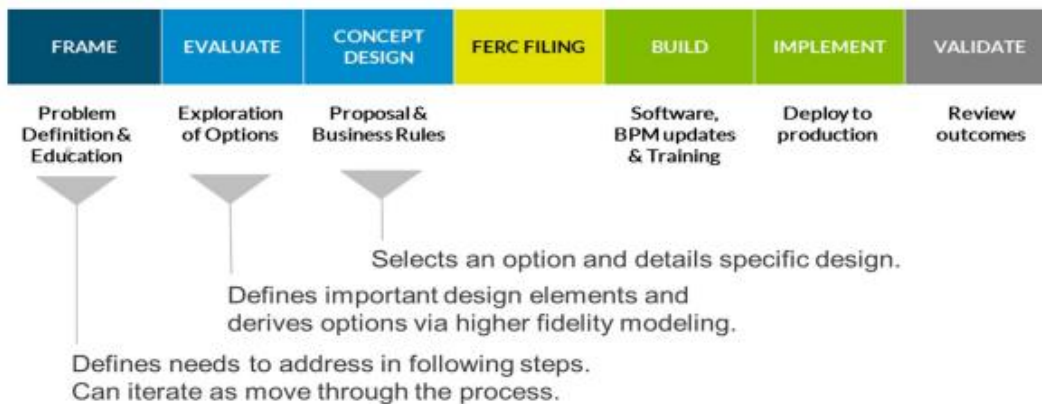 FRAME
EVALUATE
CONCEPT
DESIGN
FERC FILING
BUILD
IMPLEMENT
VALIDATE
Problem
Definition &
Education
Exploration
of Options
Proposal &
Business Rules
Software,
BPM updates
& Training
Deploy to
production
Review
outcomes
Selects an option and details specific design.
Defines important design elements and
derives options via higher fidelity modeling.
Defines needs to address in following steps.
Can iterate as move through the process.